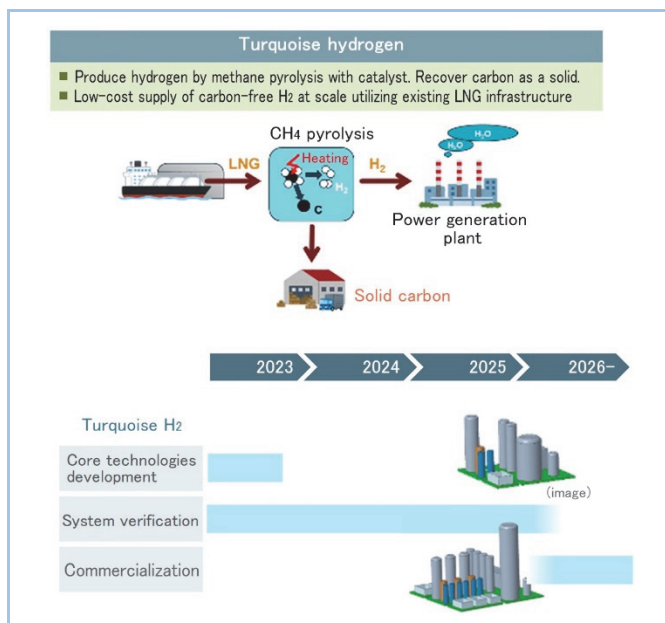 Turquoise hydrogen
■ Produce hydrogen by methane pyrolysis with catalyst. Recover carbon as a solid.
■ Low-cost supply of carbon-free H2 at scale utilizing existing LNG infrastructure
CH4 pyrolysis
LNG
Heating
H2
C
H2
H2O
H2O
Power generation
plant
Solid carbon
2023
2024
2025
2026-
Turquoise H2
Core technologies
development
(image)
System verification
Commercialization